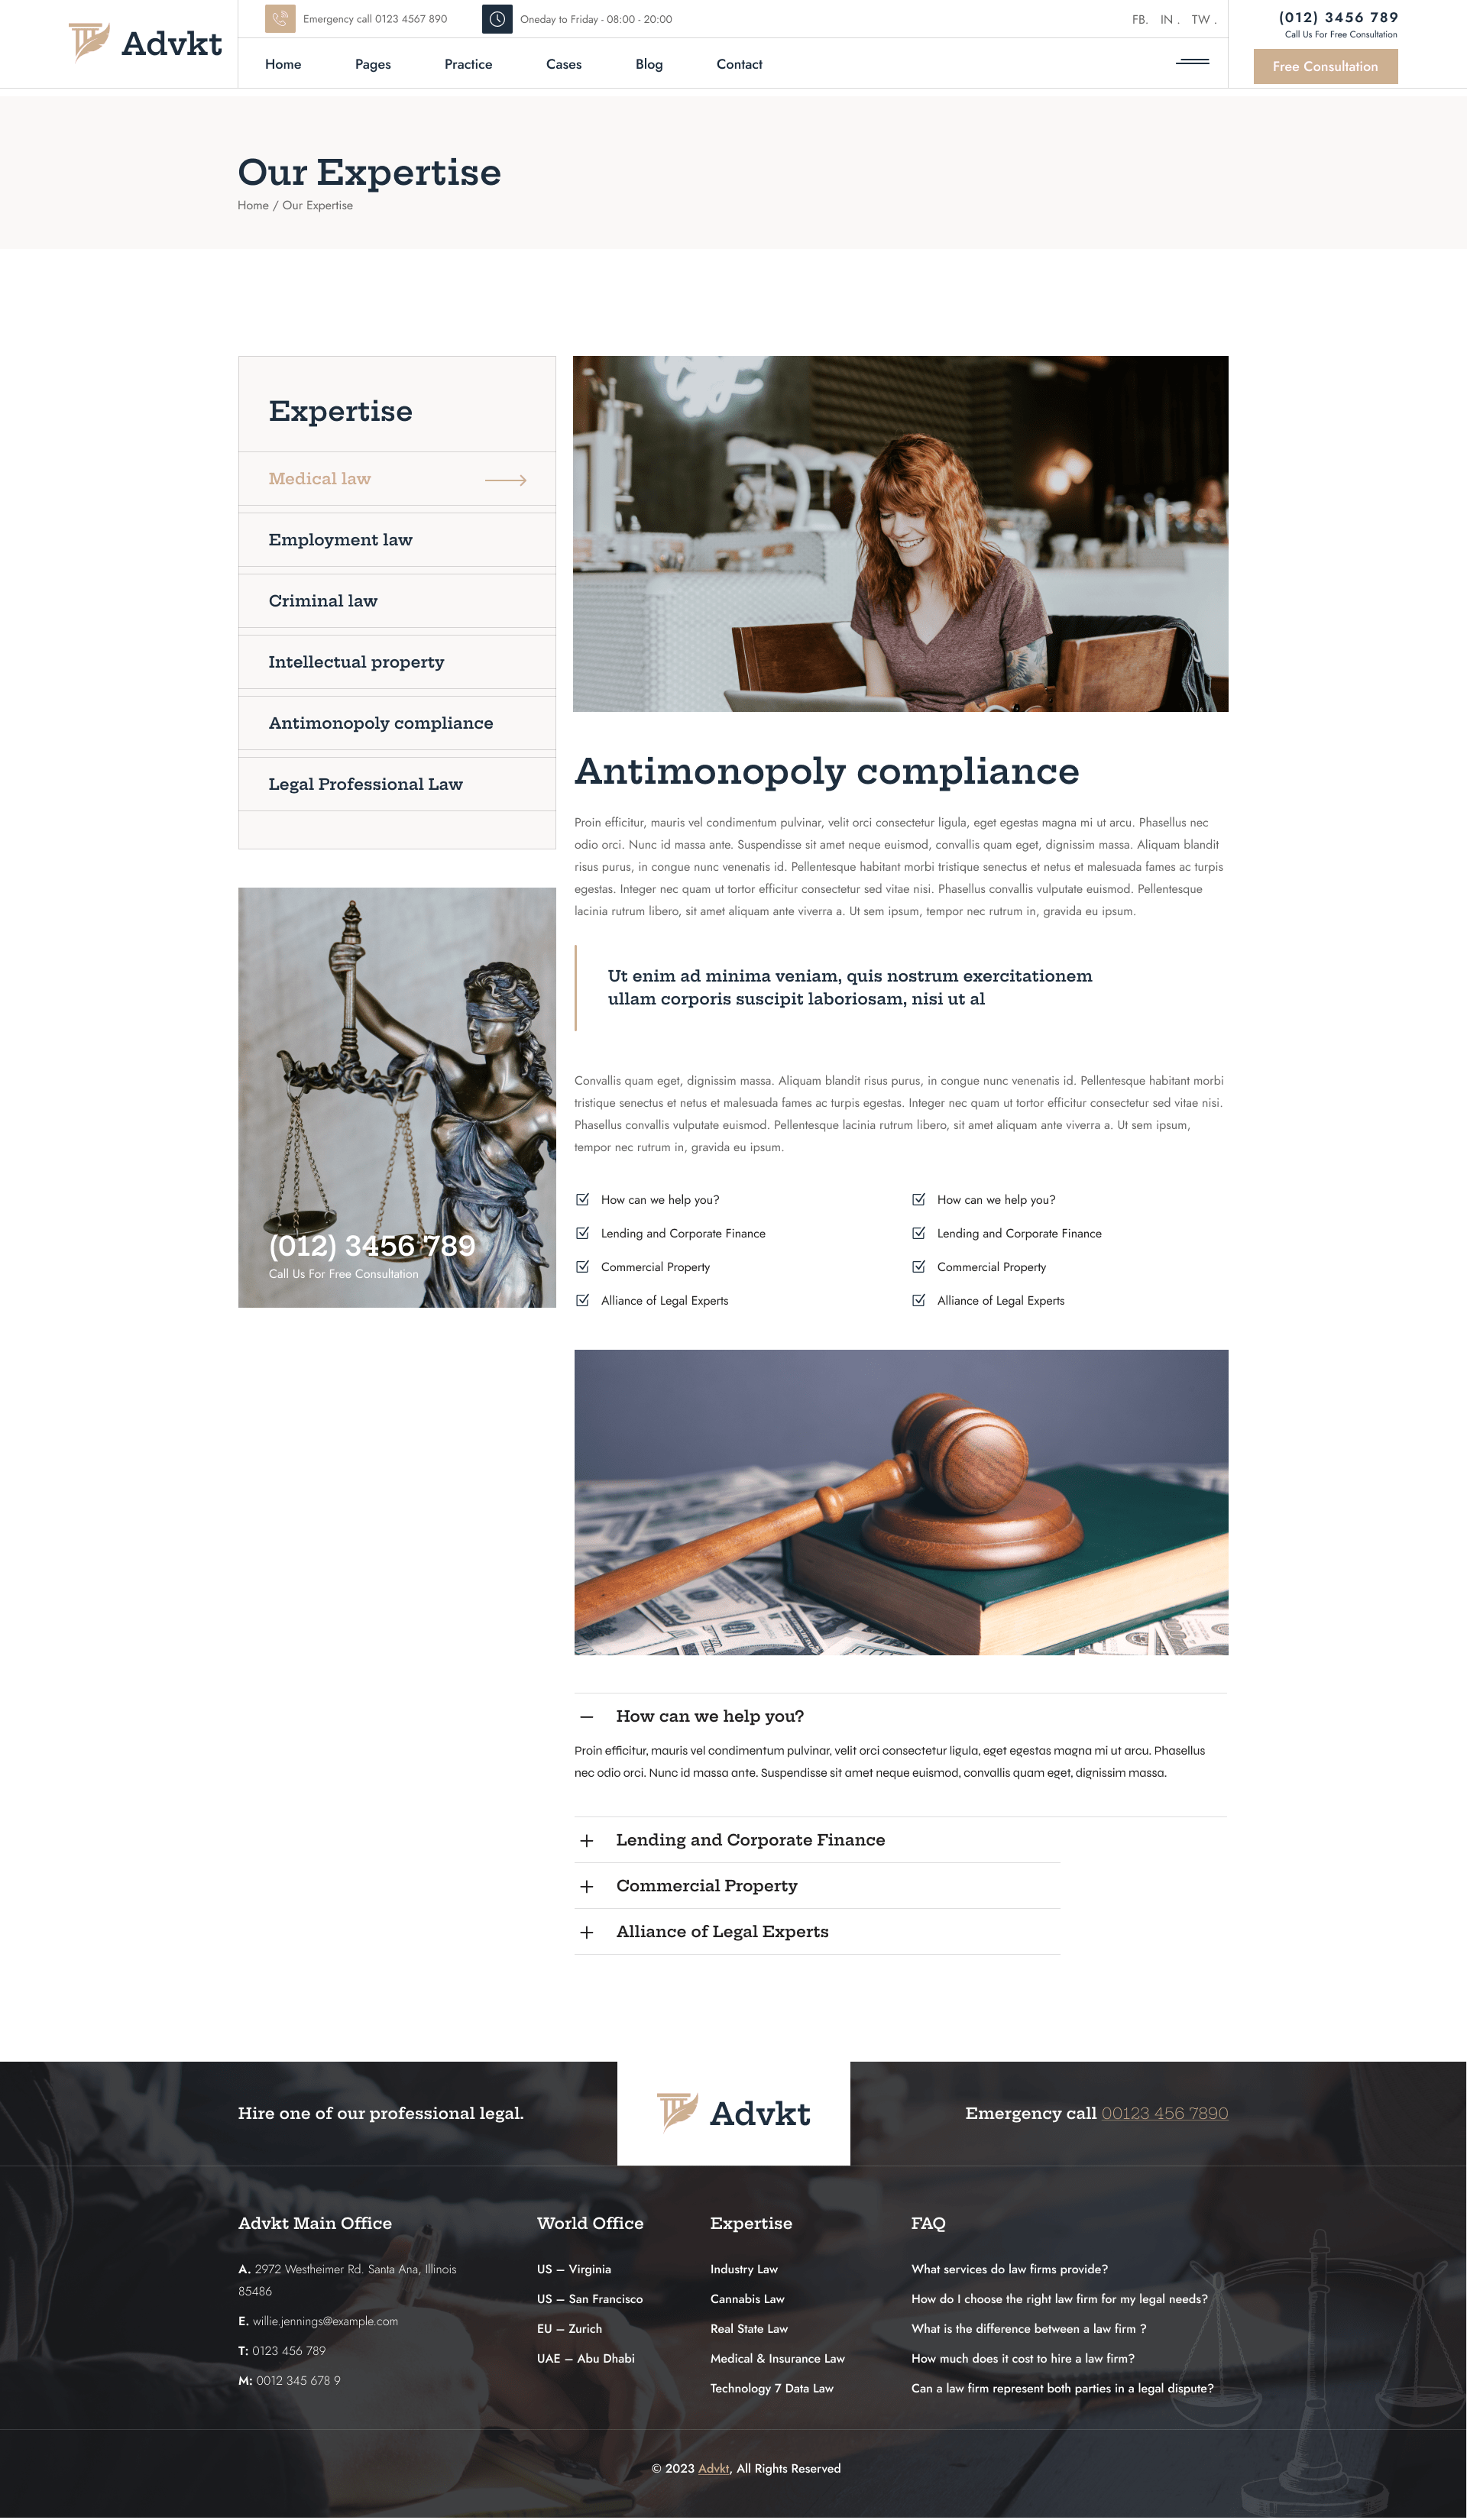 Advkt
Emergency call 0123 4567 890
Oneday to Friday - 08:00 - 20:00
FB. IN . TW .
(012) 3456 789
Call Us For Free Consultation
Home Pages Practice Cases Blog Contact
Free Consultation
Our Expertise
Home / Our Expertise
Expertise
Medical law
Employment law
Criminal law
Intellectual property
Antimonopoly compliance
Legal Professional Law
(012) 3456 789
Call Us For Free Consultation
Antimonopoly compliance
Proin efficitur, mauris vel condimentum pulvinar, velit orci consectetur ligula, eget egestas magna mi ut arcu. Phasellus nec
odio orci. Nunc id massa ante. Suspendisse sit amet neque euismod, convallis quam eget, dignissim massa. Aliquam blandit
risus purus, in congue nunc venenatis id. Pellentesque habitant morbi tristique senectus et netus et malesuada fames ac turpis
egestas. Integer nec quam ut tortor efficitur consectetur sed vitae nisi. Phasellus convallis vulputate euismod. Pellentesque
lacinia rutrum libero, sit amet aliquam ante viverra a. Ut sem ipsum, tempor nec rutrum in, gravida eu ipsum.
Ut enim ad minima veniam, quis nostrum exercitationem
ullam corporis suscipit laboriosam, nisi ut al
Convallis quam eget, dignissim massa. Aliquam blandit risus purus, in congue nunc venenatis id. Pellentesque habitant morbi
tristique senectus et netus et malesuada fames ac turpis egestas. Integer nec quam ut tortor efficitur consectetur sed vitae nisi.
Phasellus convallis vulputate euismod. Pellentesque lacinia rutrum libero, sit amet aliquam ante viverra a. Ut sem ipsum,
tempor nec rutrum in, gravida eu ipsum.
How can we help you?
Lending and Corporate Finance
Commercial Property
Alliance of Legal Experts
How can we help you?
Lending and Corporate Finance
Commercial Property
Alliance of Legal Experts
How can we help you?
Proin efficitur, mauris vel condimentum pulvinar, velit orci consectetur ligula, eget egestas magna mi ut arcu. Phasellus
nec odio orci. Nunc id massa ante. Suspendisse sit amet neque euismod, convallis quam eget, dignissim massa.
Lending and Corporate Finance
Commercial Property
Alliance of Legal Experts
Hire one of our professional legal.
Advkt
Emergency call 00123 456 7890
Advkt Main Office
A. 2972 Westheimer Rd. Santa Ana, Illinois
85486
E. willie.jennings@example.com
T: 0123 456 789
M: 0012 345 678 9
World Office
US – Virginia
US – San Francisco
EU – Zurich
UAE – Abu Dhabi
Expertise
Industry Law
Cannabis Law
Real State Law
Medical & Insurance Law
Technology 7 Data Law
FAQ
What services do law firms provide?
How do I choose the right law firm for my legal needs?
What is the difference between a law firm ?
How much does it cost to hire a law firm?
Can a law firm represent both parties in a legal dispute?
© 2023 Advkt, All Rights Reserved